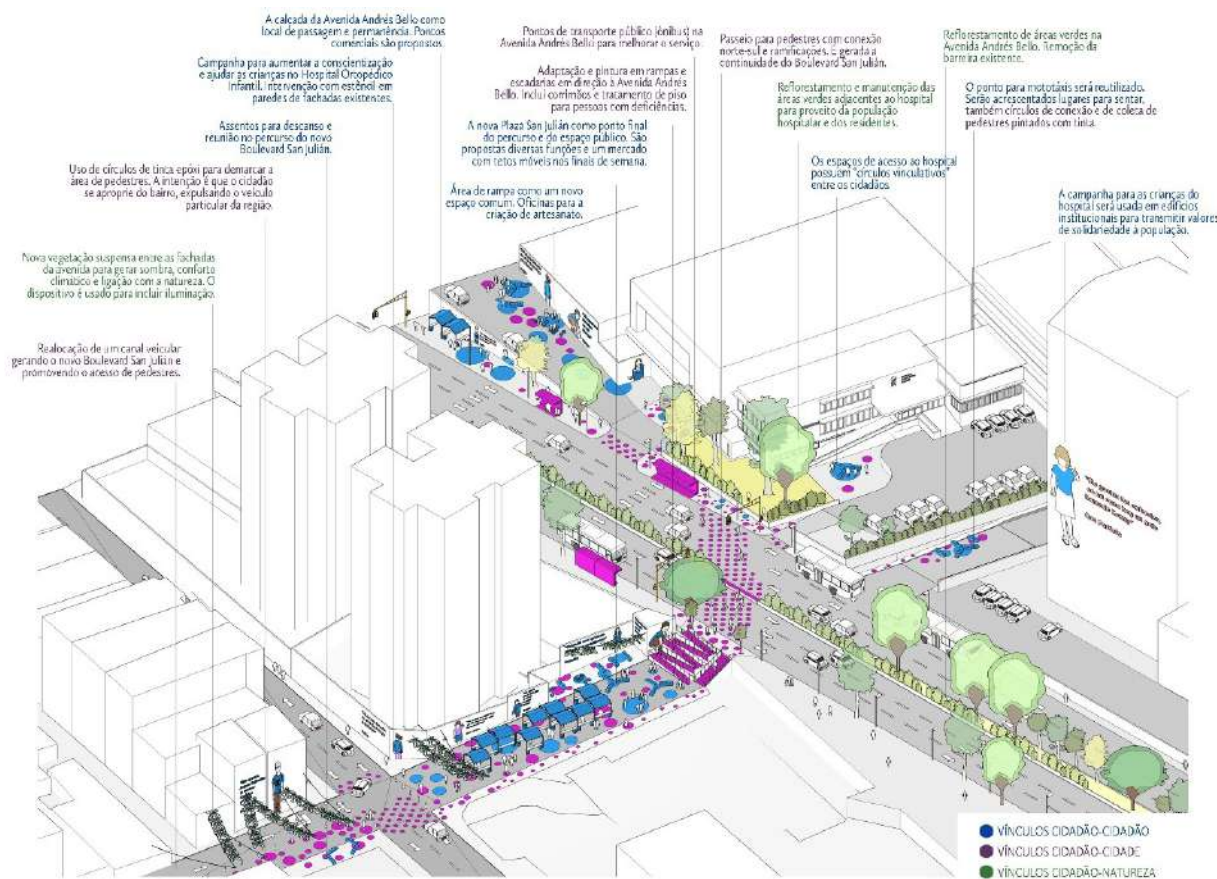 A calçada da Avenida Andrés Bello como
local de passagem e permanência. Pontos
comerciais são propostos.
Campanha para aumentar a conscientização
e ajudar as crianças no Hospital Ortopédico
Infantil. Intervenção com estêncil em
paredes de fachadas existentes.
Assentos para descanso e
reunião no percurso do novo
Boulevard San Julián.
Uso de círculos de tinta epóxi para demarcar a
área de pedestres. A intenção é que o cidadão
se aproprie do bairro, expulsando o veículo
particular da região.
Nova vegetação suspensa entre as fachadas
da avenida para gerar sombra, conforto
climático e ligação com a natureza. O
dispositivo é usado para incluir iluminação.
Realocação de um canal veicular
gerando o novo Boulevard San Julián e
promovendo o acesso de pedestres.
Pontos de transporte público (ônibus) na
Avenida Andrés Bello para melhorar o serviço.
Adaptação e pintura em rampas e
escadarias em direção à Avenida Andrés
Bello. Inclui corrimãos e tratamento de piso
para pessoas com deficiências.
A nova Plaza San Julián como ponto final
do percurso e do espaço público. São
propostas diversas funções e um mercado
com tetos móveis nos finais de semana.
Área de rampa como um novo
espaço comum. Oficinas para a
criação de artesanato.
Passeio para pedestres com conexão
norte-sul e ramificações. É gerada a
continuidade do Boulevard San Julián.
Reflorestamento e manutenção das
áreas verdes adjacentes ao hospital
para proveito da população
hospitalar e dos residentes.
Os espaços de acesso ao hospital
possuem "círculos vinculativos"
entre os cidadãos.
Reflorestamento de áreas verdes na
Avenida Andrés Bello. Remoção da
barreira existente.
O ponto para mototáxis será reutilizado.
Serão acrescentados lugares para sentar,
também círculos de conexão e de coleta de
pedestres pintados com tinta.
A campanha para as crianças do
hospital será usada em edifícios
institucionais para transmitir valores
de solidariedade à população.
VÍNCULOS CIDADÃO-CIDADÃO
VÍNCULOS CIDADÃO-CIDADE
VÍNCULOS CIDADÃO-NATUREZA